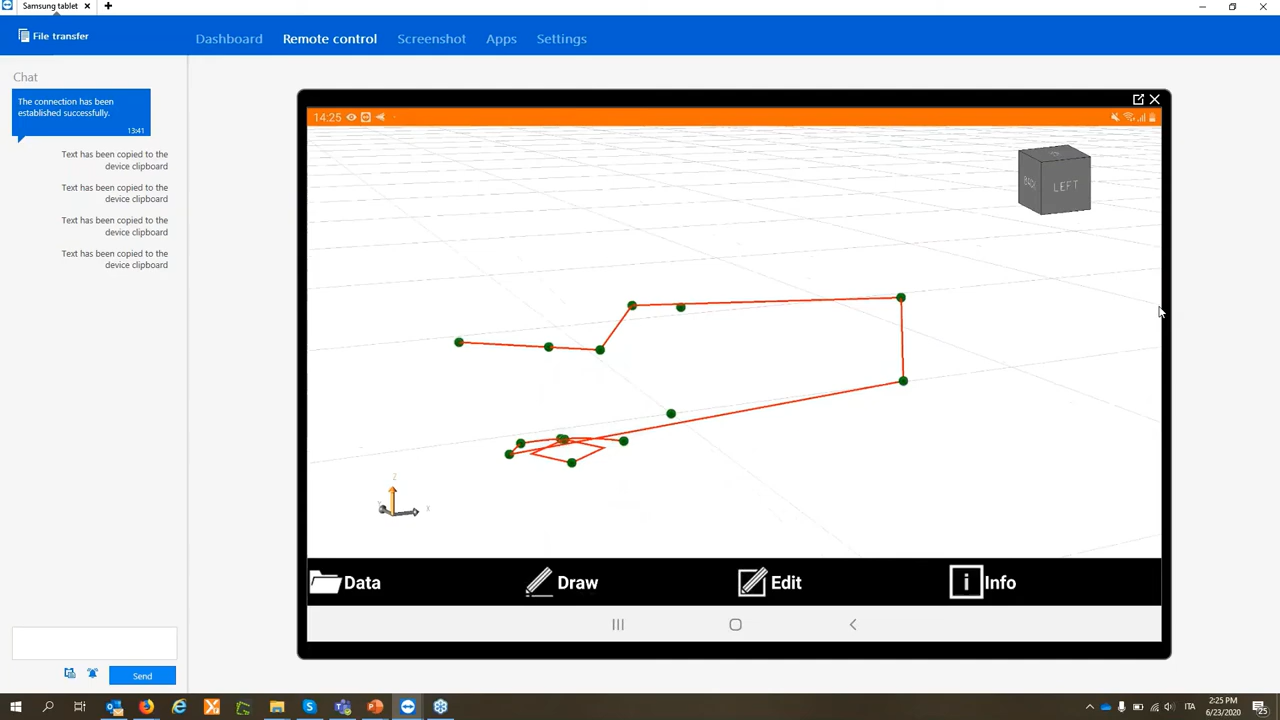 Samsung tablet
File transfer
Dashboard
Remote control
Screenshot
Apps
Settings
Chat
The connection has been
established successfully.
13:41
Text has been copied to the
device clipboard
Text has been copied to the
device clipboard
Text has been copied to the
device clipboard
Text has been copied to the
device clipboard
Send
14:25
BACK
LEFT
Z
X
Data
Draw
Edit
Info
ITA
2:25 PM
6/23/2020
25